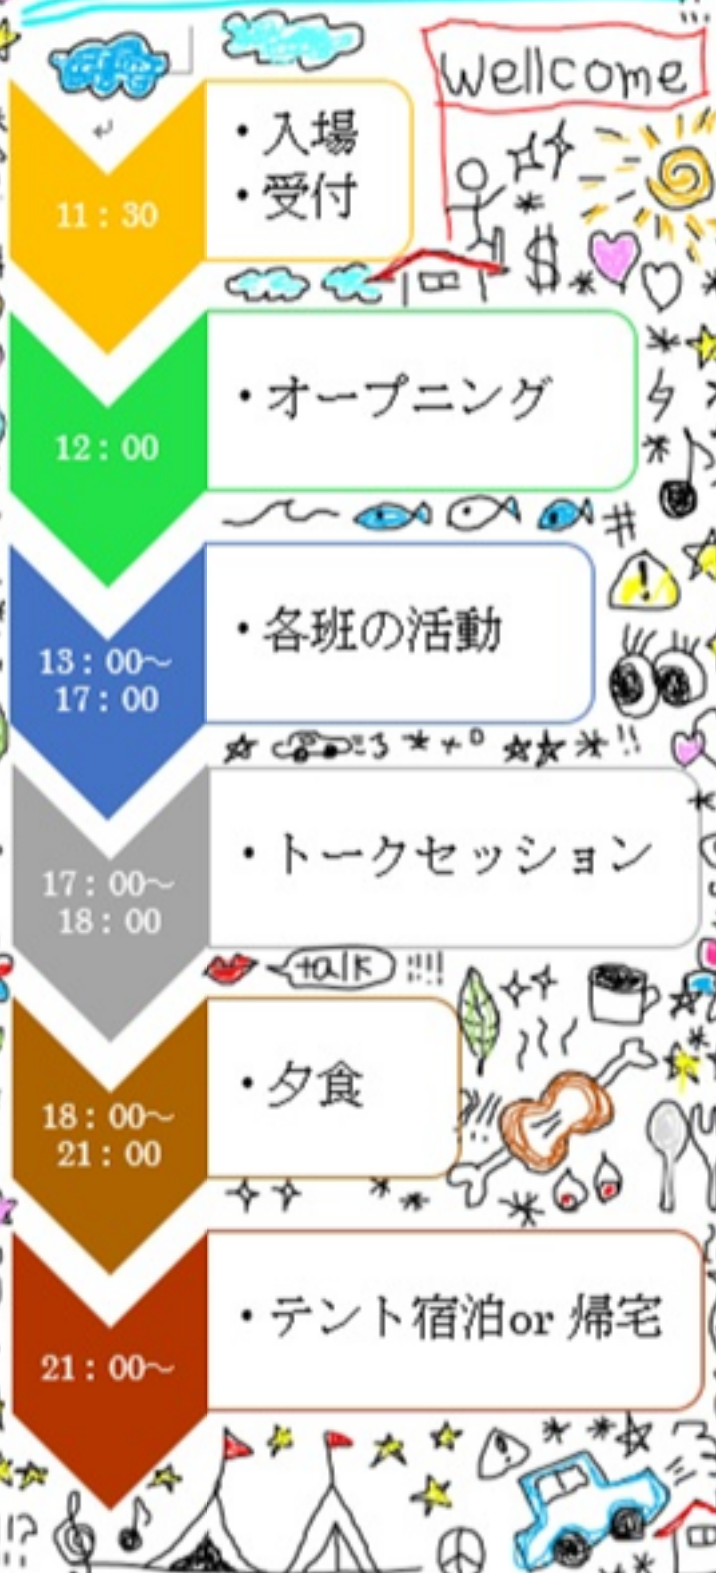 Wellcome
11：30
・入場
・受付
12：00
・オープニング
13：00～
17：00
・各班の活動
17：00～
18：00
・トークセッション
talk !!!!
18：00～
21：00
・夕食
21：00～
・テント宿泊or 帰宅